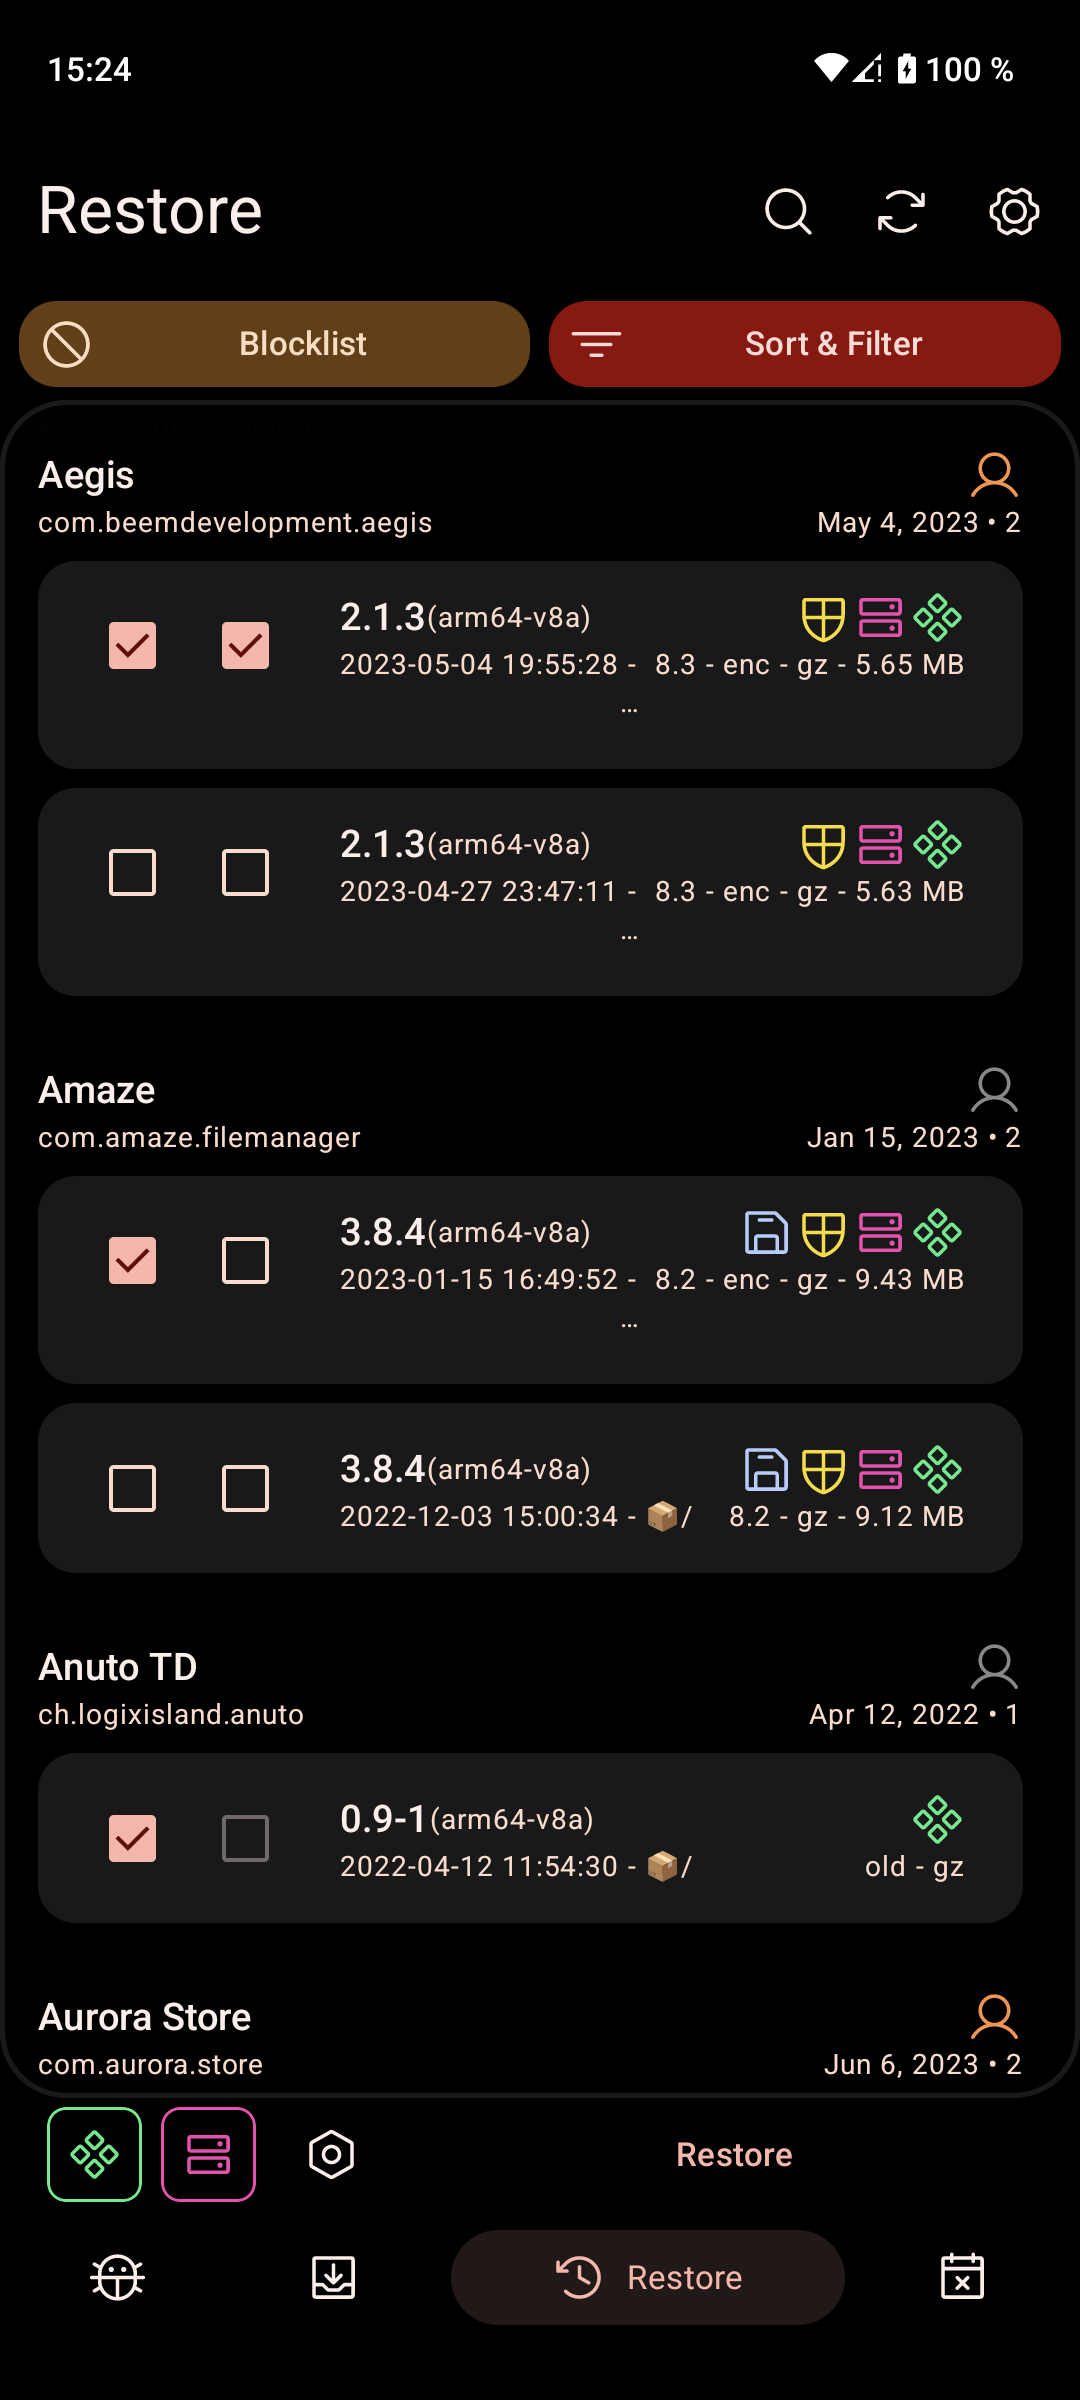 15:24
100 %
Restore
Blocklist
Sort & Filter
Aegis
com.beemdevelopment.aegis
May 4, 2023 • 2
2.1.3(arm64-v8a)
2023-05-04 19:55:28 - … 8.3 - enc - gz - 5.65 MB
2.1.3(arm64-v8a)
2023-04-27 23:47:11 - … 8.3 - enc - gz - 5.63 MB
Amaze
com.amaze.filemanager
Jan 15, 2023 • 2
3.8.4(arm64-v8a)
2023-01-15 16:49:52 - … 8.2 - enc - gz - 9.43 MB
3.8.4(arm64-v8a)
2022-12-03 15:00:34 - 📦/ 8.2 - gz - 9.12 MB
Anuto TD
ch.logixisland.anuto
Apr 12, 2022 • 1
0.9-1(arm64-v8a)
2022-04-12 11:54:30 - 📦/ old - gz
Aurora Store
com.aurora.store
Jun 6, 2023 • 2
Restore
Restore